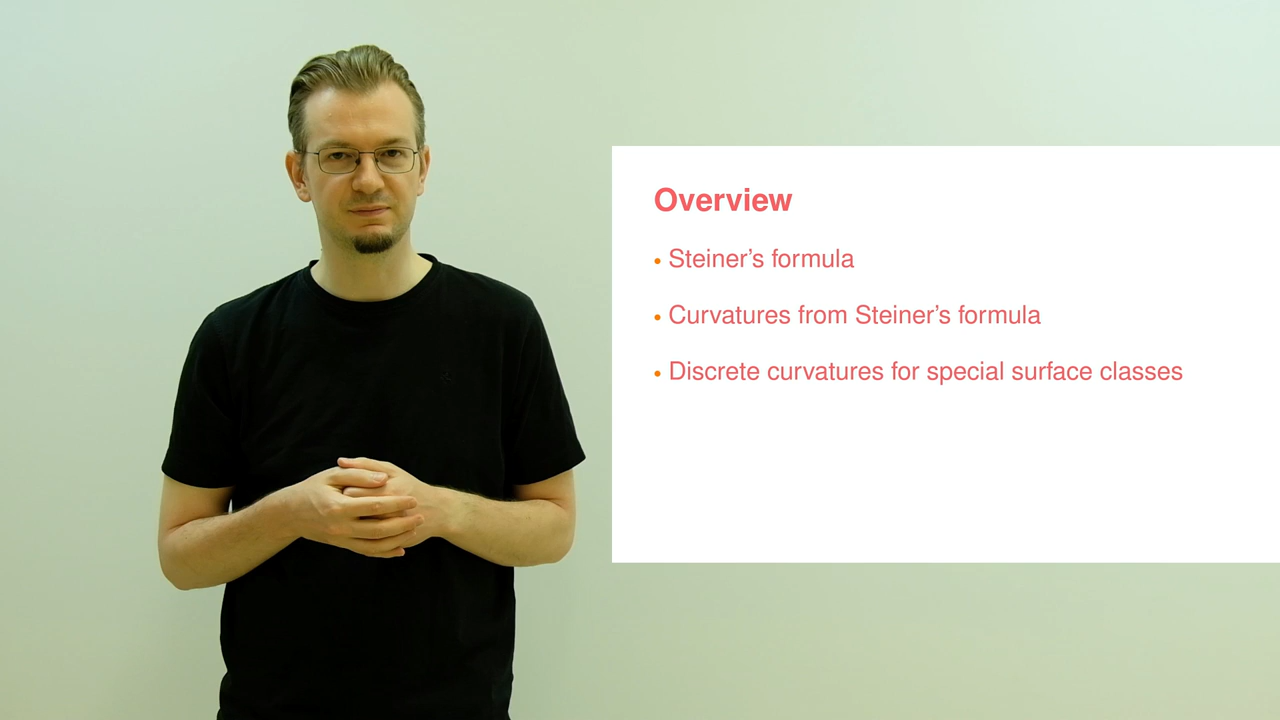 Overview
• Steiner’s formula
• Curvatures from Steiner’s formula
• Discrete curvatures for special surface classes